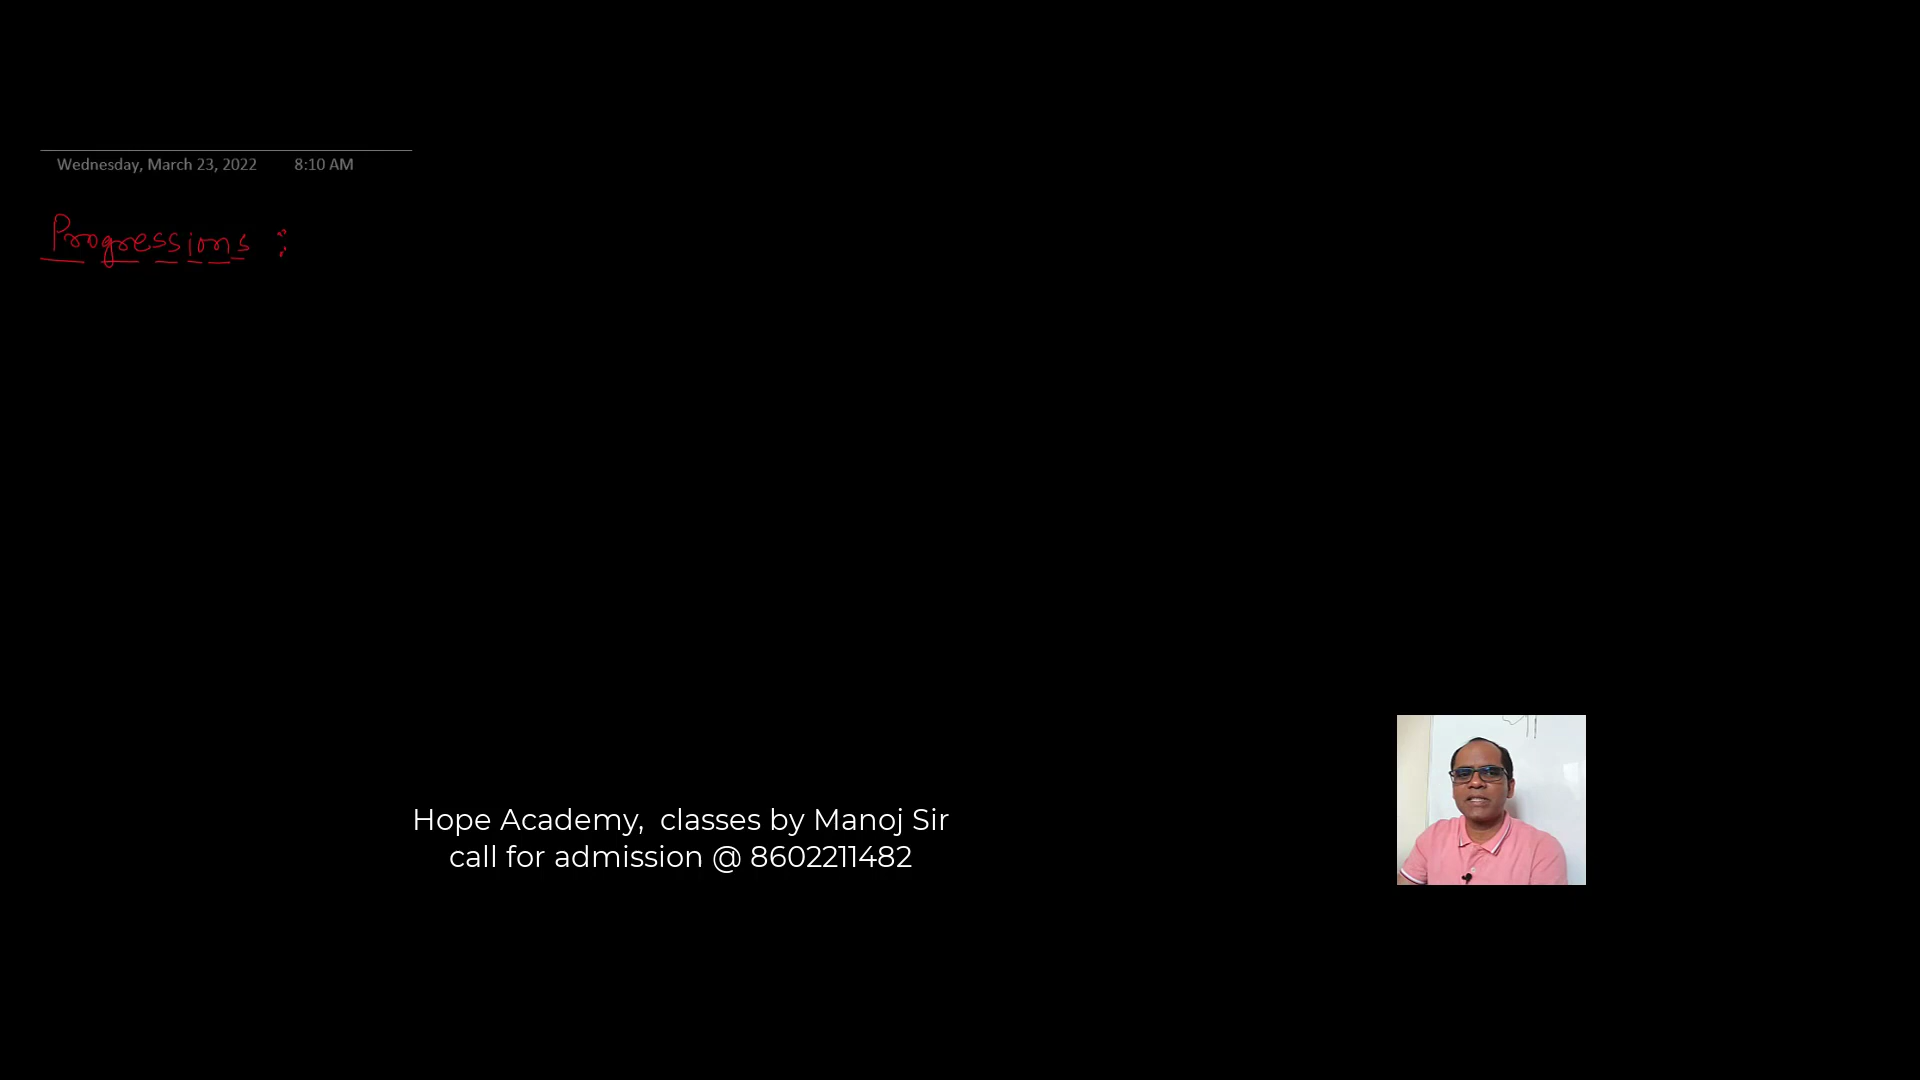 Wednesday, March 23, 2022 8:10 AM
Progressions :
Hope Academy, classes by Manoj Sir
call for admission @ 8602211482